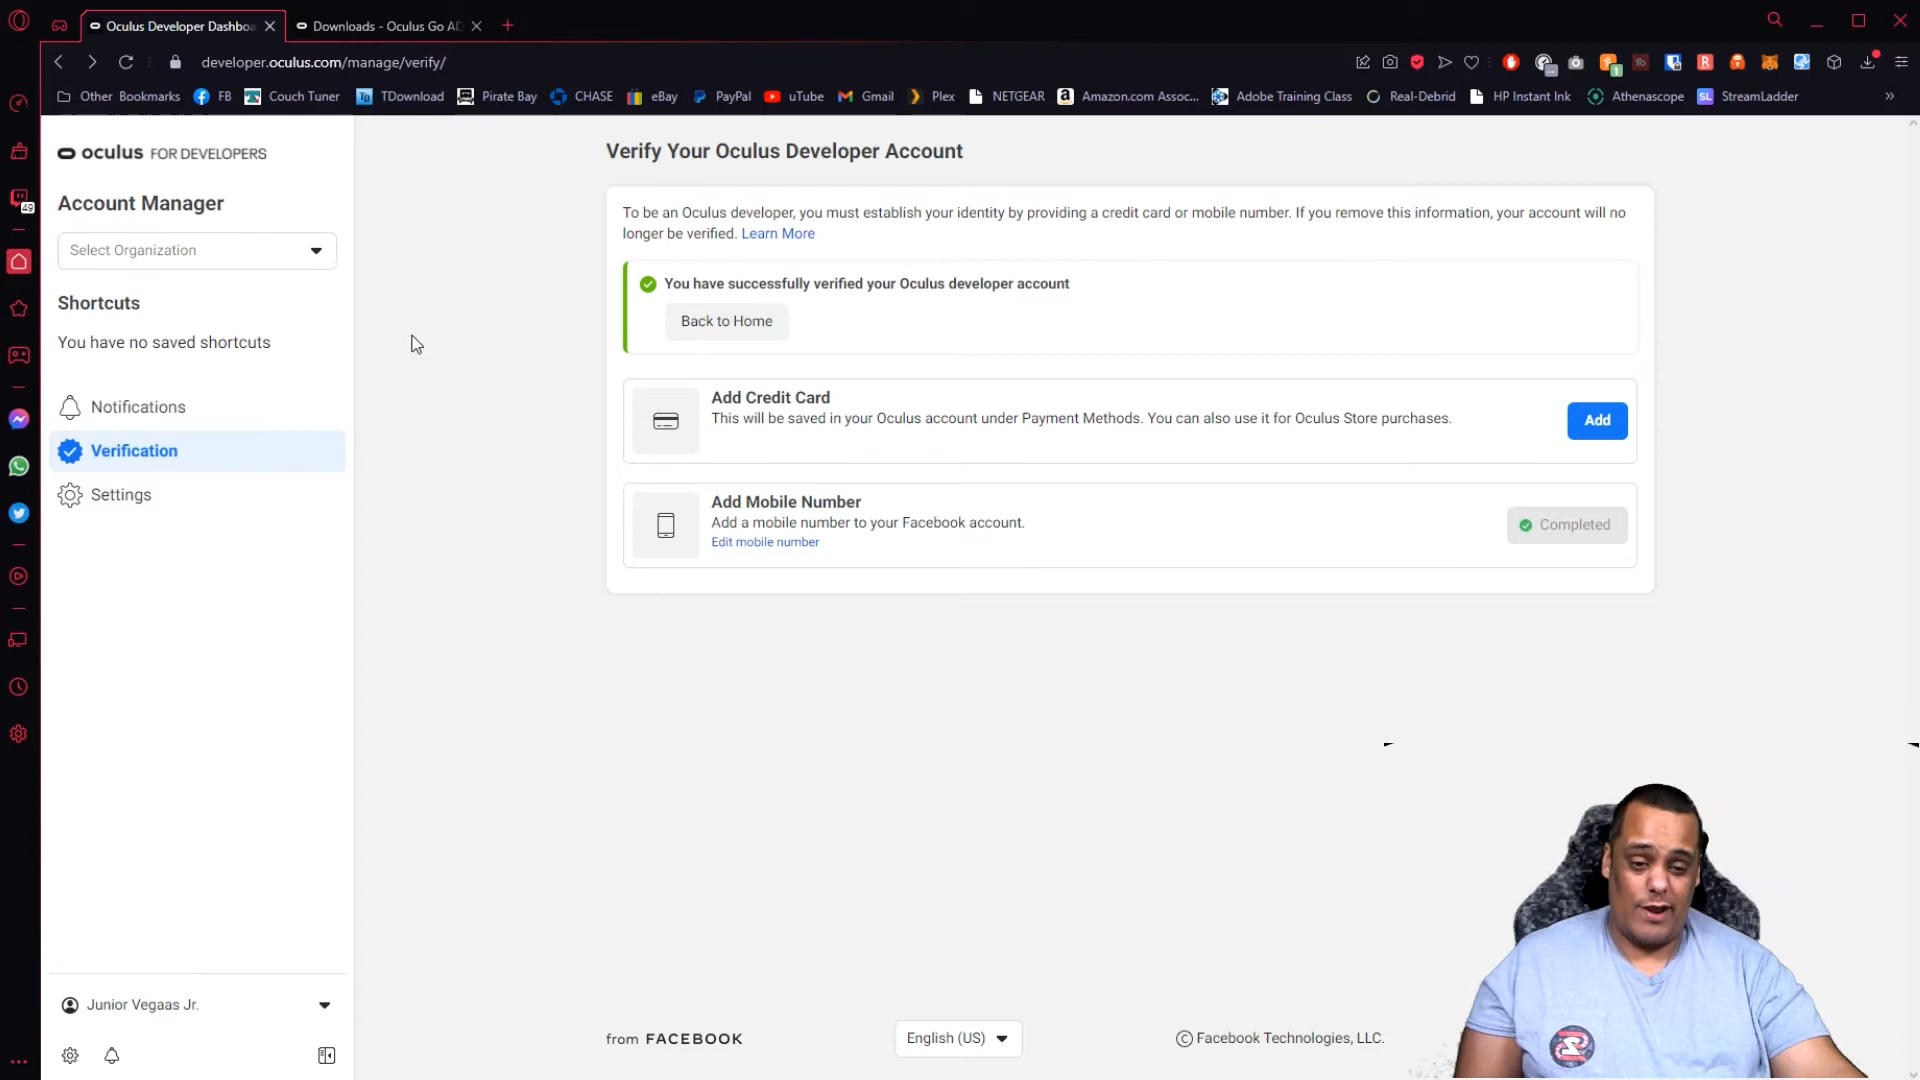 Oculus Developer Dashboa
Downloads - Oculus Go AD
developer.oculus.com/manage/verify/
Other Bookmarks
FB
Couch Tuner
TDownload
Pirate Bay
CHASE
eBay
PayPal
uTube
Gmail
Plex
NETGEAR
Amazon.com Assoc...
Adobe Training Class
Real-Debrid
HP Instant Ink
Athenascope
SL StreamLadder
49
1
oculus FOR DEVELOPERS
Account Manager
Select Organization
Shortcuts
You have no saved shortcuts
Notifications
Verification
Settings
Junior Vegaas Jr.
Verify Your Oculus Developer Account
To be an Oculus developer, you must establish your identity by providing a credit card or mobile number. If you remove this information, your account will no
longer be verified. Learn More
You have successfully verified your Oculus developer account
Back to Home
Add Credit Card
This will be saved in your Oculus account under Payment Methods. You can also use it for Oculus Store purchases.
Add
Add Mobile Number
Add a mobile number to your Facebook account.
Edit mobile number
Completed
from FACEBOOK
English (US)
© Facebook Technologies, LLC.